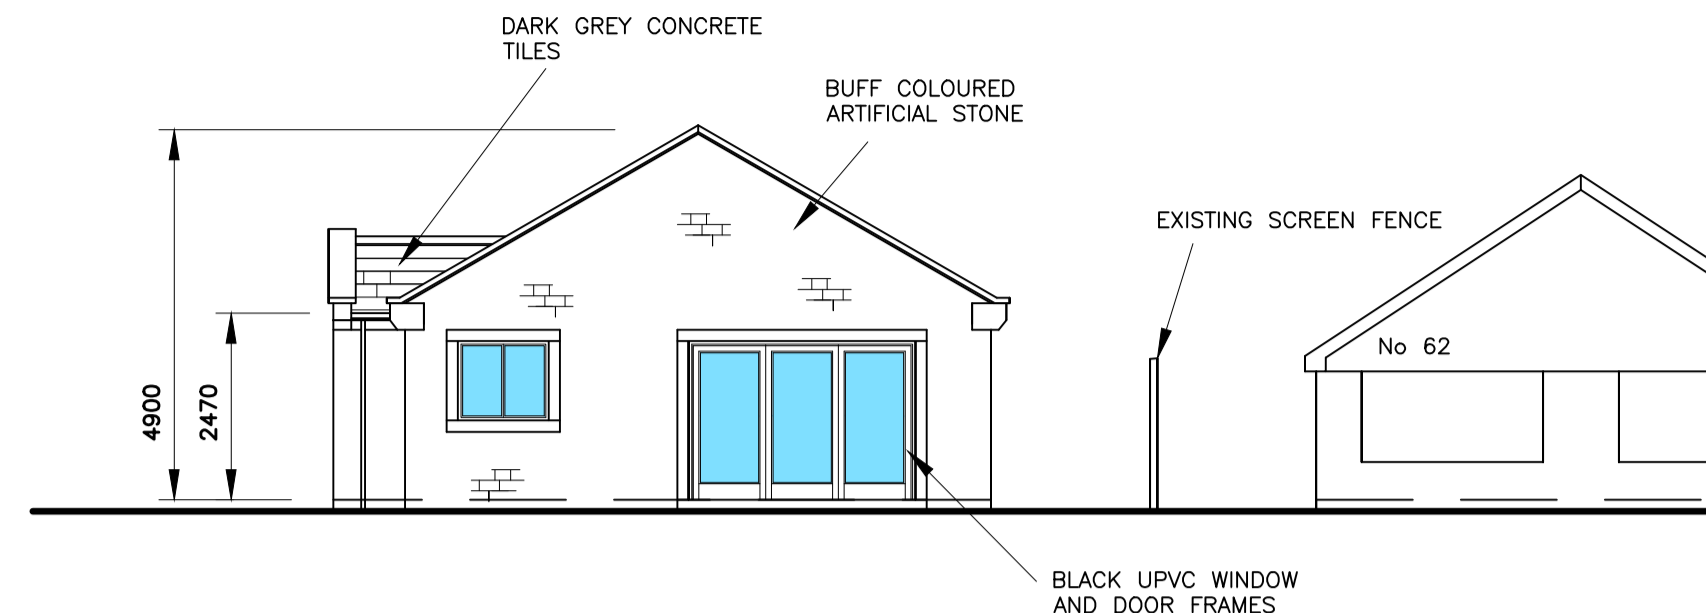 DARK GREY CONCRETE
TILES
BUFF COLOURED
ARTIFICIAL STONE
EXISTING SCREEN FENCE
No 62
4900
2470
BLACK UPVC WINDOW
AND DOOR FRAMES